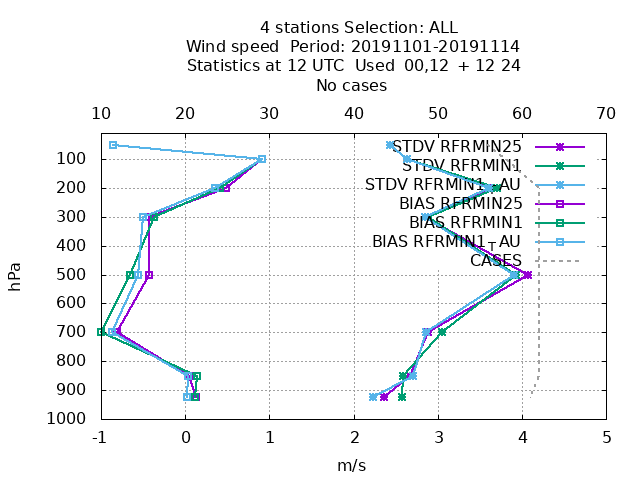 4 stations Selection: ALL
Wind speed  Period: 20191101-20191114
Statistics at 12 UTC  Used  00,12  + 12 24
No cases
10 20 30 40 50 60 70
STDV RFRMIN25
100
STDV RFRMIN1
STDV RFRMIN1_AU
200
BIAS RFRMIN25
300
BIAS RFRMIN1
BIAS RFRMIN1_AU
400
CASES
500
600
700
800
900
1000
-1 0 1 2 3 4 5
hPa
m/s